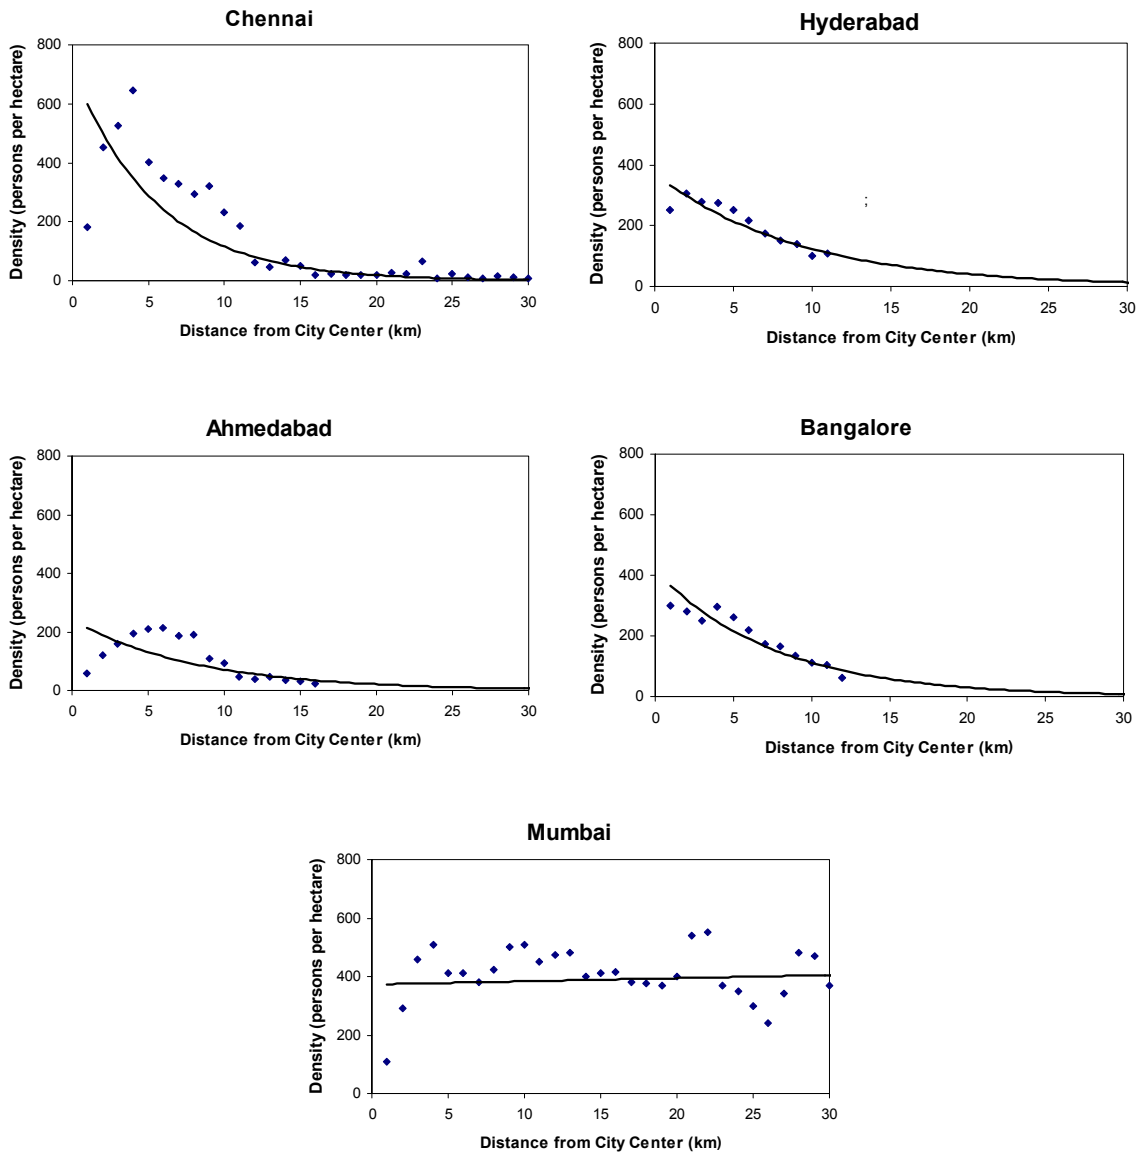 Chennai
Density (persons per hectare)
800
600
400
200
0
0 5 10 15 20 25 30
Distance from City Center (km)
Hyderabad
Density (persons per hectare)
800
600
400
200
0
;
0 5 10 15 20 25 30
Distance from City Center (km)
Ahmedabad
Density (persons per hectare)
800
600
400
200
0
0 5 10 15 20 25 30
Distance from City Center (km)
Bangalore
Density (persons per hectare)
800
600
400
200
0
0 5 10 15 20 25 30
Distance from City Center (km)
Mumbai
Density (persons per hectare)
800
600
400
200
0
0 5 10 15 20 25 30
Distance from City Center (km)